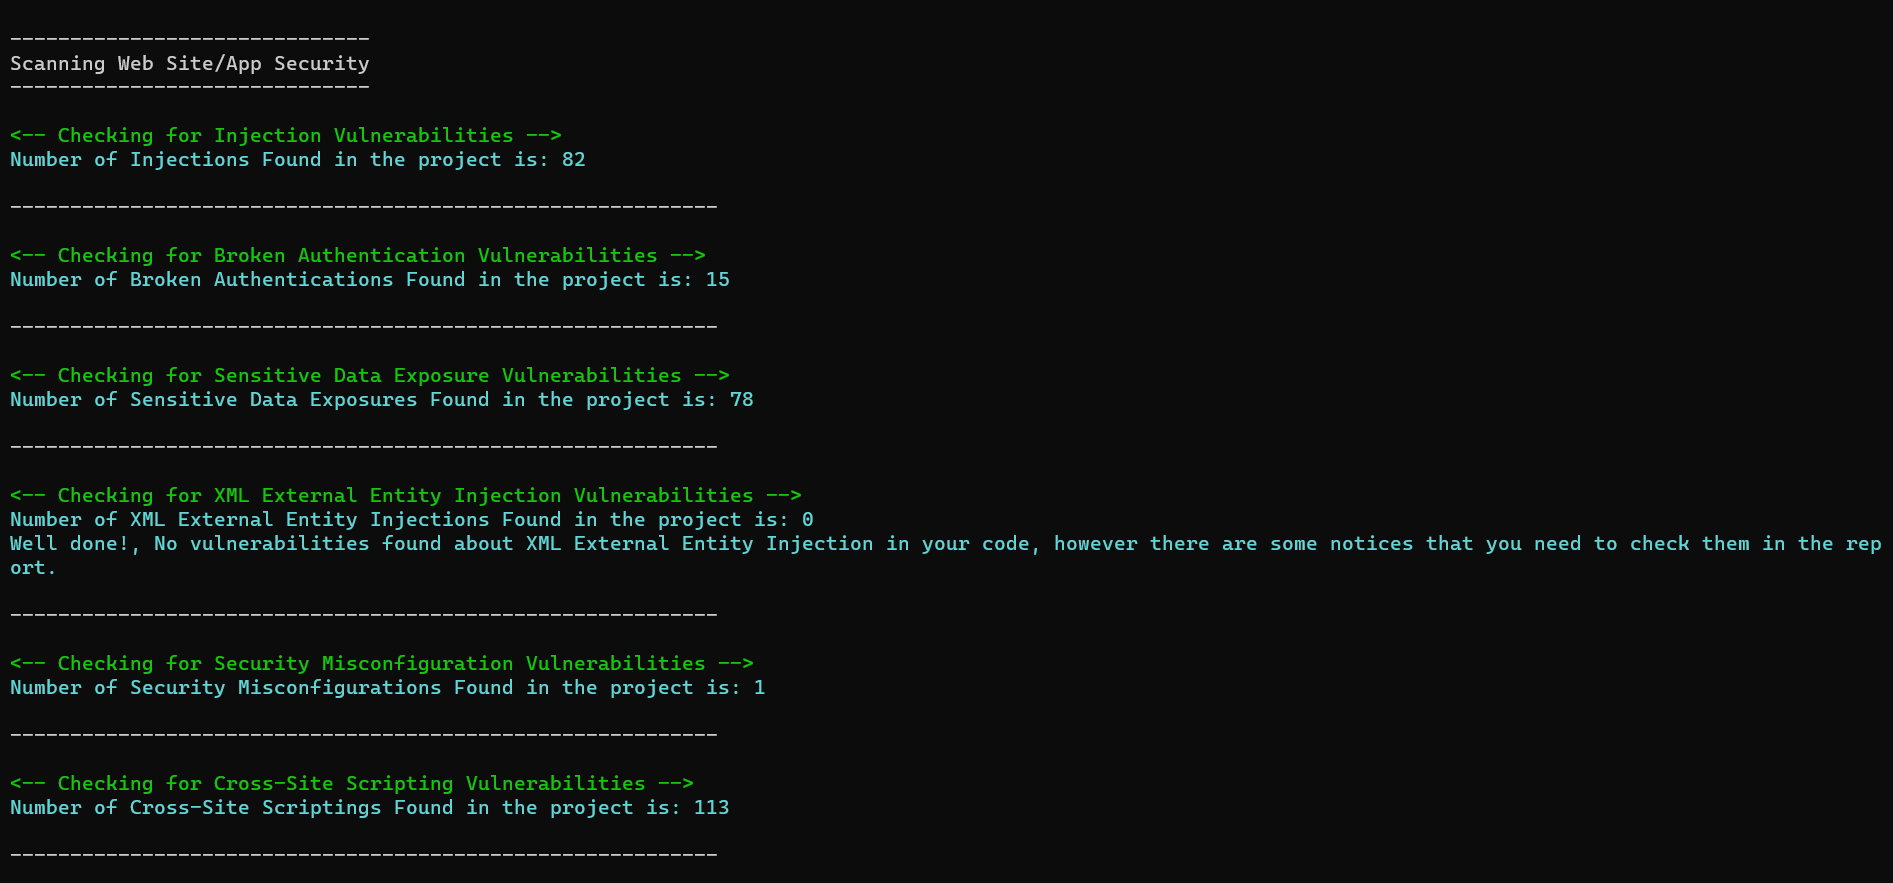 ------------------------------
Scanning Web Site/App Security
------------------------------
<-- Checking for Injection Vulnerabilities -->
Number of Injections Found in the project is: 82
-----------------------------------------------------------
<-- Checking for Broken Authentication Vulnerabilities -->
Number of Broken Authentications Found in the project is: 15
-----------------------------------------------------------
<-- Checking for Sensitive Data Exposure Vulnerabilities -->
Number of Sensitive Data Exposures Found in the project is: 78
-----------------------------------------------------------
<-- Checking for XML External Entity Injection Vulnerabilities -->
Number of XML External Entity Injections Found in the project is: 0
Well done!, No vulnerabilities found about XML External Entity Injection in your code, however there are some notices that you need to check them in the rep
ort.
-----------------------------------------------------------
<-- Checking for Security Misconfiguration Vulnerabilities -->
Number of Security Misconfigurations Found in the project is: 1
-----------------------------------------------------------
<-- Checking for Cross-Site Scripting Vulnerabilities -->
Number of Cross-Site Scriptings Found in the project is: 113
-----------------------------------------------------------